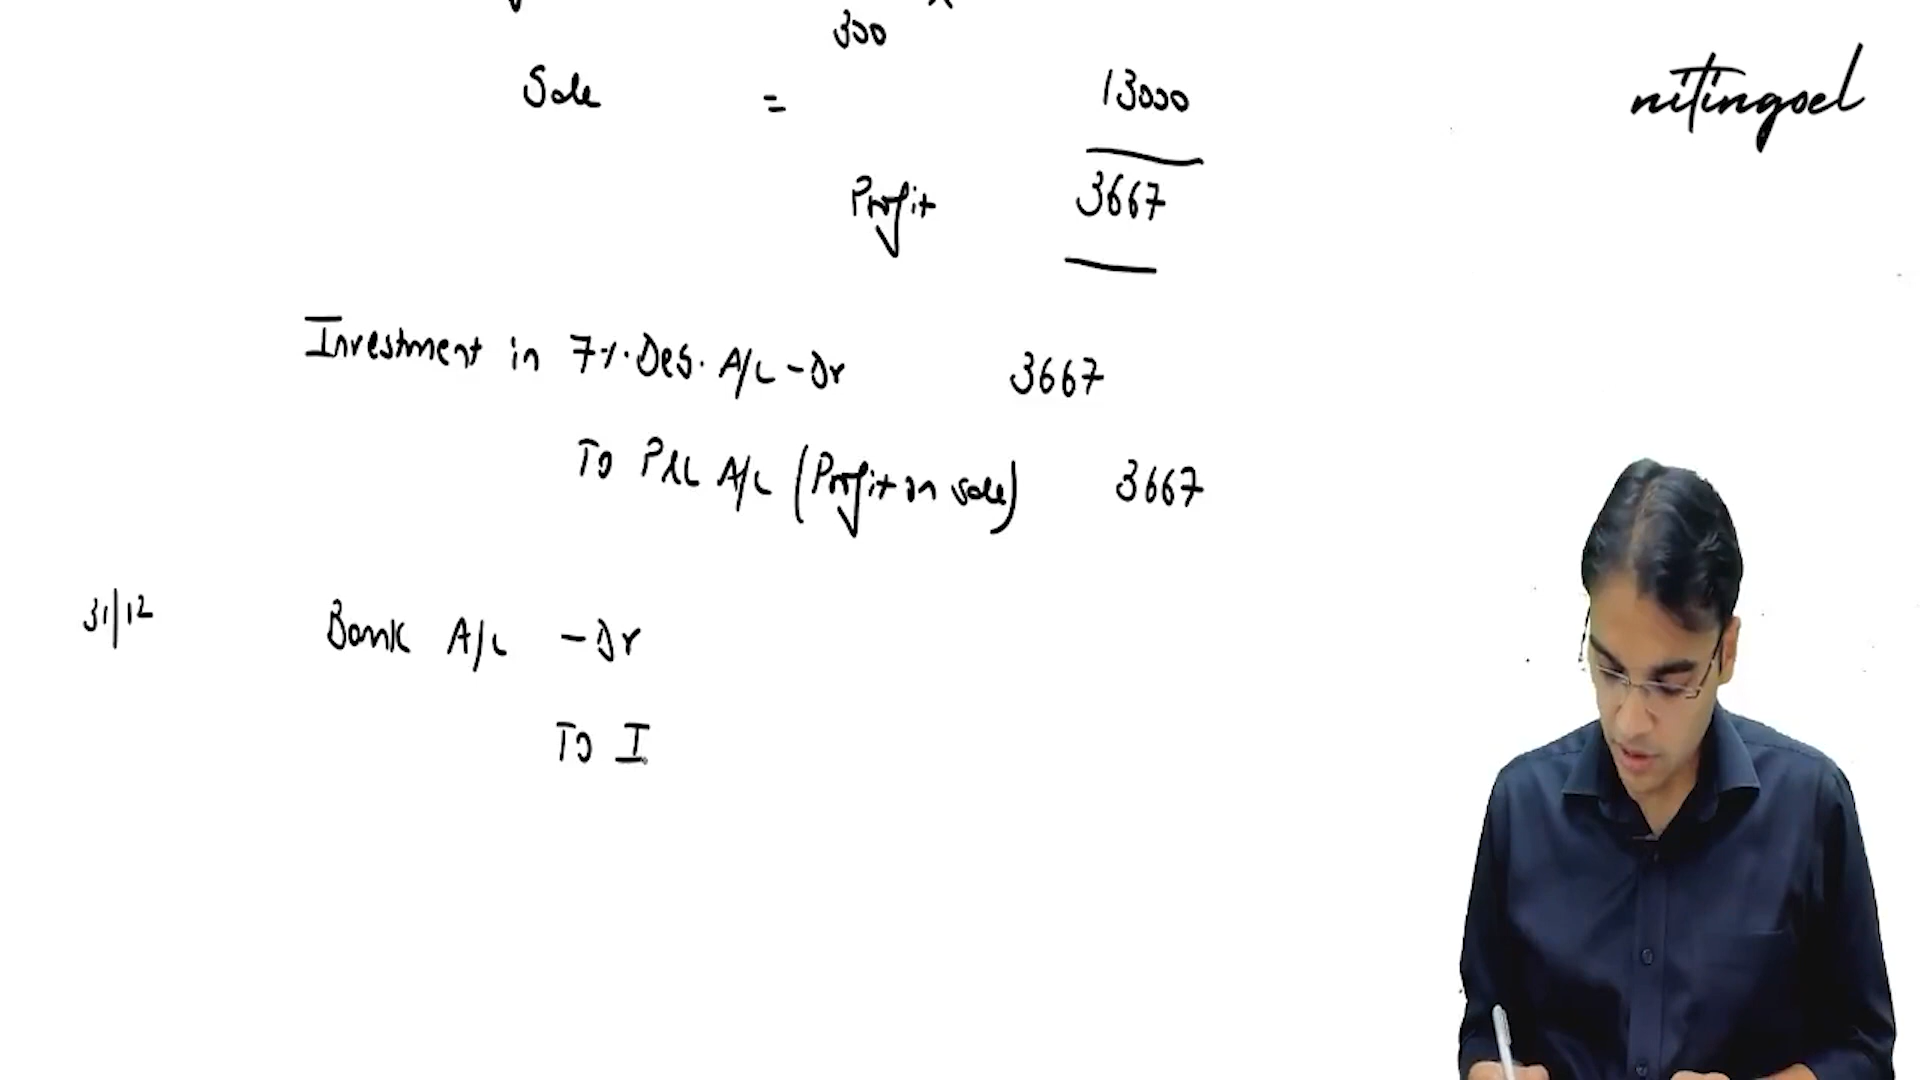 300
nitingoel
Sale = 13000
Profit 3667
Investment in 7%. Deb. A/c - Dr 3667
To P&L A/c (Profit on sale) 3667
31/12 Bank A/c - Dr
To I